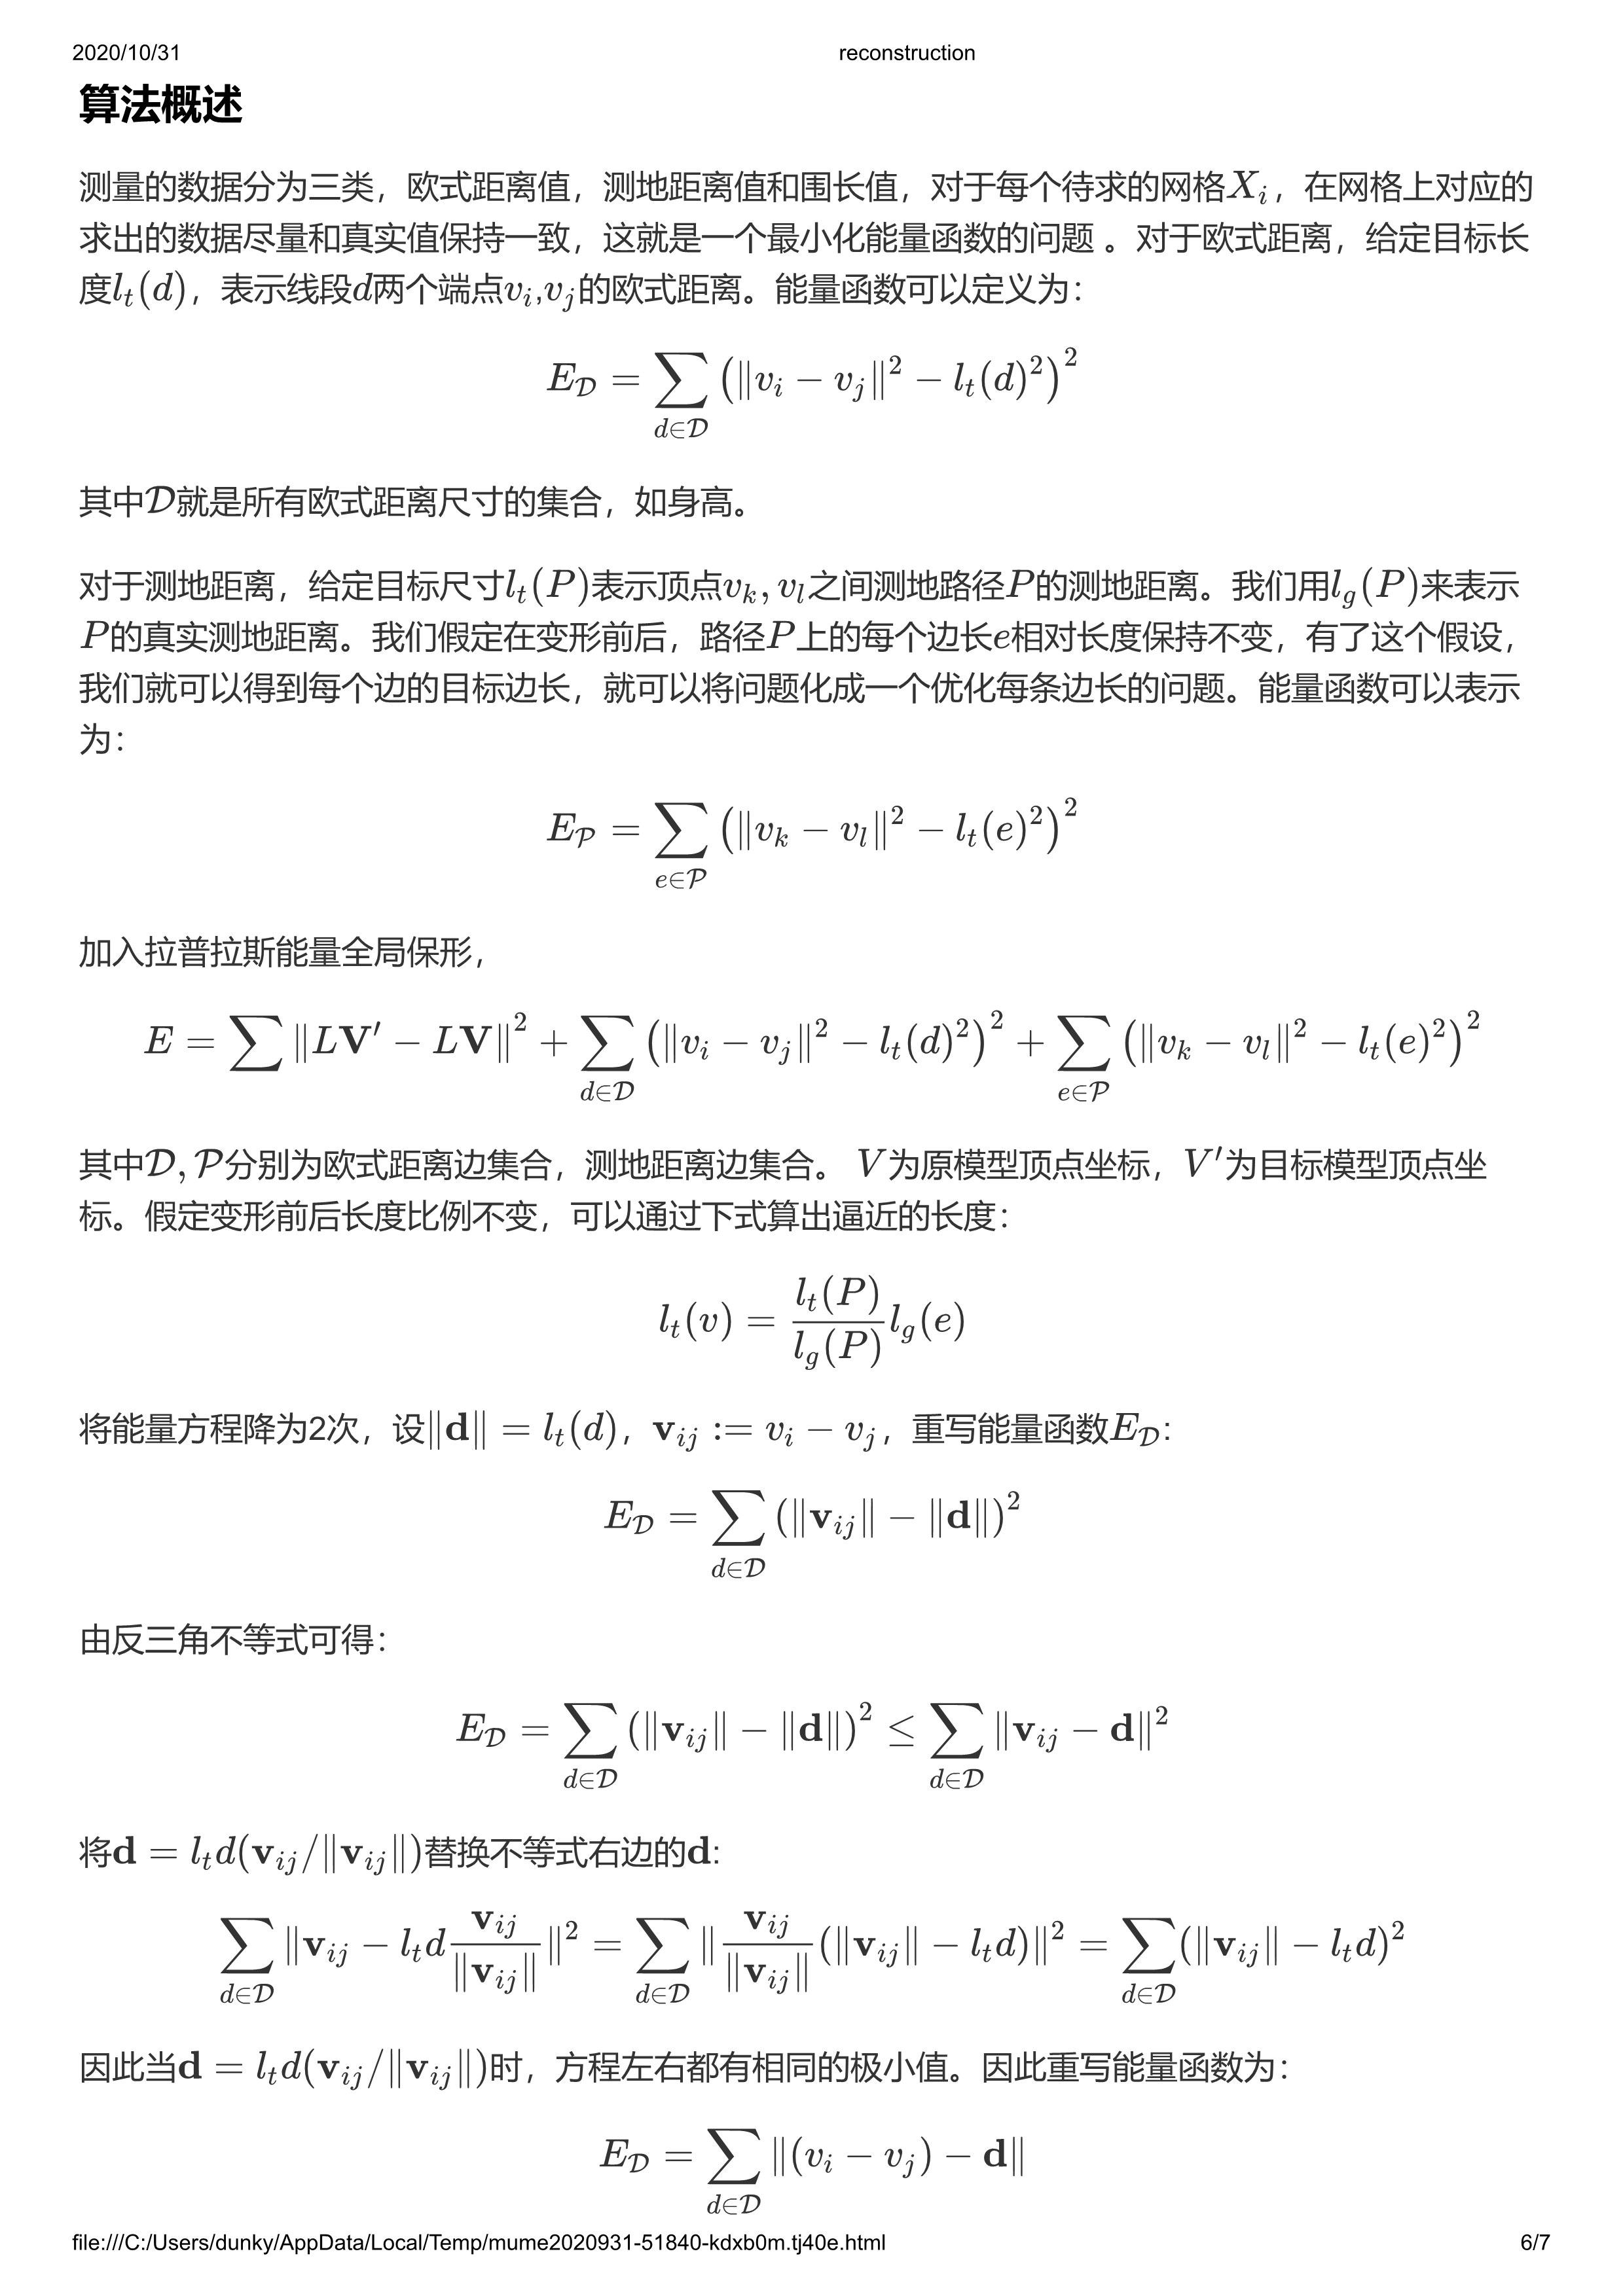 2020/10/31 reconstruction
算法概述
测量的数据分为三类，欧式距离值，测地距离值和围长值，对于每个待求的网格$X_i$，在网格上对应的
求出的数据尽量和真实值保持一致，这就是一个最小化能量函数的问题 。对于欧式距离，给定目标长
度$l_t(d)$，表示线段$d$两个端点$v_i$,$v_j$的欧式距离。能量函数可以定义为：
$E_{\mathcal{D}} = \sum_{d \in \mathcal{D}} \left(\|v_i - v_j\|^2 - l_t(d)^2\right)^2$
其中$\mathcal{D}$就是所有欧式距离尺寸的集合，如身高。
对于测地距离，给定目标尺寸$l_t(P)$表示顶点$v_k, v_l$之间测地路径$P$的测地距离。我们用$l_g(P)$来表示
$P$的真实测地距离。我们假定在变形前后，路径$P$上的每个边长$e$相对长度保持不变，有了这个假设，
我们就可以得到每个边的目标边长，就可以将问题化成一个优化每条边长的问题。能量函数可以表示
为：
$E_{\mathcal{P}} = \sum_{e \in \mathcal{P}} \left(\|v_k - v_l\|^2 - l_t(e)^2\right)^2$
加入拉普拉斯能量全局保形，
$E = \sum \|L\mathbf{V}' - L\mathbf{V}\|^2 + \sum_{d \in \mathcal{D}} \left(\|v_i - v_j\|^2 - l_t(d)^2\right)^2 + \sum_{e \in \mathcal{P}} \left(\|v_k - v_l\|^2 - l_t(e)^2\right)^2$
其中$\mathcal{D}, \mathcal{P}$分别为欧式距离边集合，测地距离边集合。 $V$为原模型顶点坐标，$V'$为目标模型顶点坐
标。假定变形前后长度比例不变，可以通过下式算出逼近的长度：
$l_t(v) = \frac{l_t(P)}{l_g(P)} l_g(e)$
将能量方程降为2次，设$\|\mathbf{d}\| = l_t(d)$，$\mathbf{v}_{ij} := v_i - v_j$，重写能量函数$E_{\mathcal{D}}$：
$E_{\mathcal{D}} = \sum_{d \in \mathcal{D}} (\|\mathbf{v}_{ij}\| - \|\mathbf{d}\|)^2$
由反三角不等式可得：
$E_{\mathcal{D}} = \sum_{d \in \mathcal{D}} (\|\mathbf{v}_{ij}\| - \|\mathbf{d}\|)^2 \leq \sum_{d \in \mathcal{D}} \|\mathbf{v}_{ij} - \mathbf{d}\|^2$
将$\mathbf{d} = l_t d(\mathbf{v}_{ij}/\|\mathbf{v}_{ij}\|)$替换不等式右边的$\mathbf{d}$:
$\sum_{d \in \mathcal{D}} \|\mathbf{v}_{ij} - l_t d \frac{\mathbf{v}_{ij}}{\|\mathbf{v}_{ij}\|}\|^2 = \sum_{d \in \mathcal{D}} \|\frac{\mathbf{v}_{ij}}{\|\mathbf{v}_{ij}\|}(\|\mathbf{v}_{ij}\| - l_t d)\|^2 = \sum_{d \in \mathcal{D}} (\|\mathbf{v}_{ij}\| - l_t d)^2$
因此当$\mathbf{d} = l_t d(\mathbf{v}_{ij}/\|\mathbf{v}_{ij}\|)$时，方程左右都有相同的极小值。因此重写能量函数为：
$E_{\mathcal{D}} = \sum_{d \in \mathcal{D}} \|(v_i - v_j) - \mathbf{d}\|$
file:///C:/Users/dunky/AppData/Local/Temp/mume2020931-51840-kdxb0m.tj40e.html 6/7